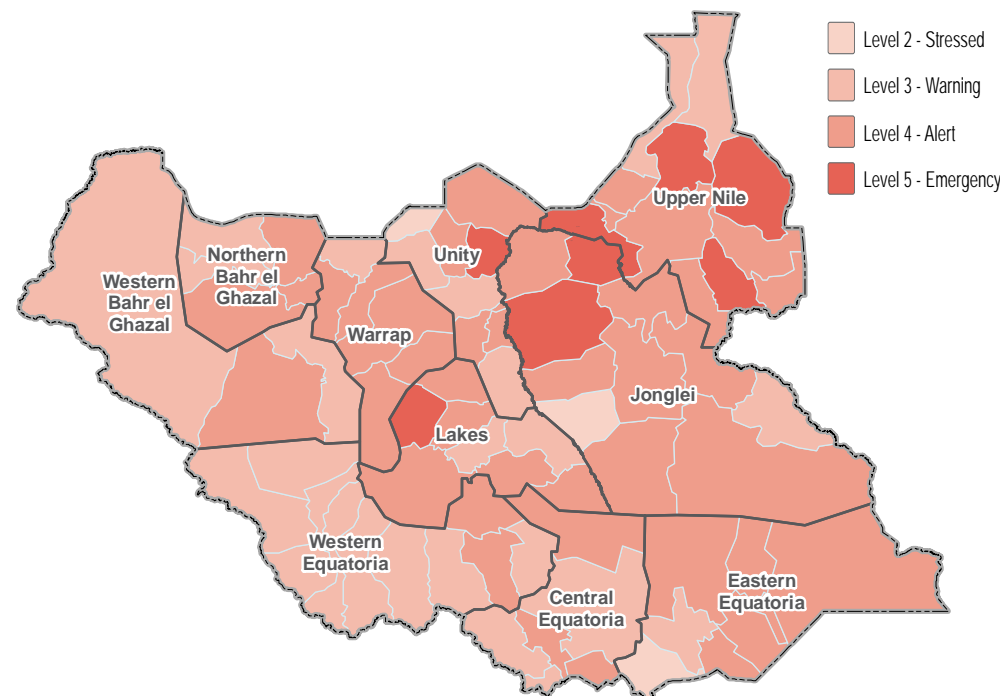 Level 2 - Stressed
Level 3 - Warning
Level 4 - Alert
Level 5 - Emergency
Upper Nile
Unity
Northern
Bahr el
Ghazal
Western
Bahr el
Ghazal
Warrap
Jonglei
Lakes
Western
Equatoria
Central
Equatoria
Eastern
Equatoria